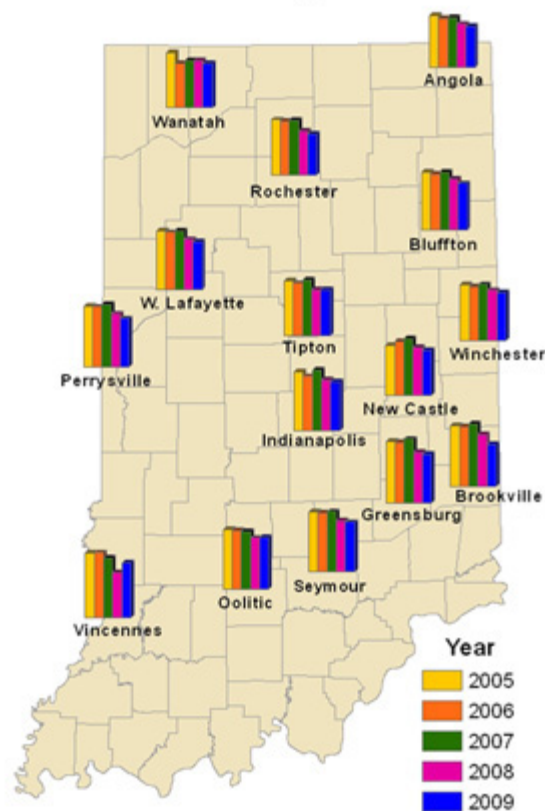 Angola
Wanatah
Rochester
Bluffton
W. Lafayette
Tipton
Winchester
Perrysville
New Castle
Indianapolis
Brookville
Greensburg
Seymour
Oolitic
Vincennes
Year
2005
2006
2007
2008
2009